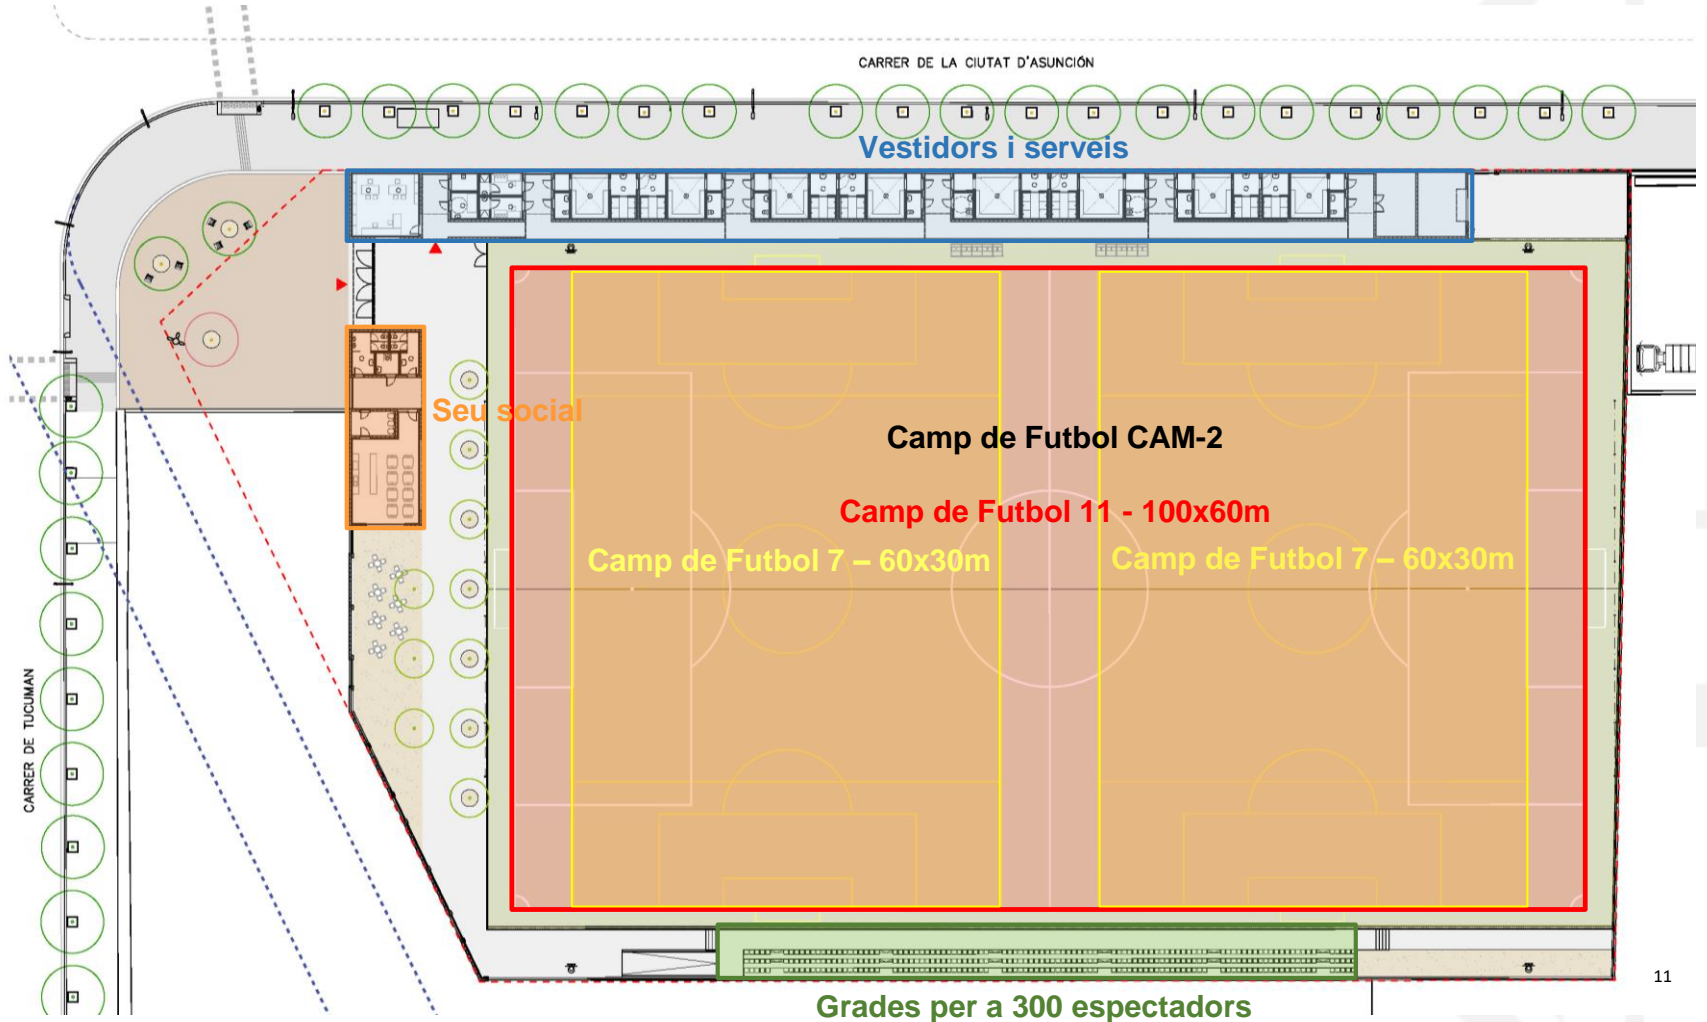 CARRER DE LA CIUTAT D'ASUNCIÓN
Vestidors i serveis
Seu social
Camp de Futbol CAM-2
Camp de Futbol 11 - 100x60m
Camp de Futbol 7 – 60x30m
Camp de Futbol 7 – 60x30m
CARRER DE TUCUMAN
Grades per a 300 espectadors
11